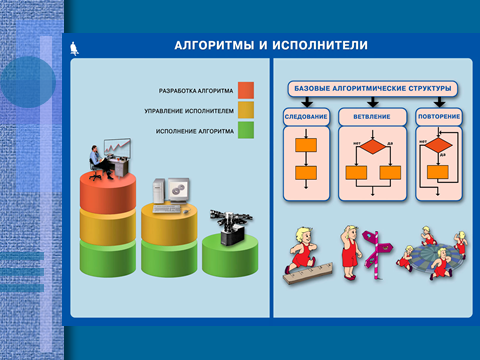 АЛГОРИТМЫ И ИСПОЛНИТЕЛИ
РАЗРАБОТКА АЛГОРИТМА
УПРАВЛЕНИЕ ИСПОЛНИТЕЛЕМ
ИСПОЛНЕНИЕ АЛГОРИТМА
БАЗОВЫЕ АЛГОРИТМИЧЕСКИЕ СТРУКТУРЫ
СЛЕДОВАНИЕ
ВЕТВЛЕНИЕ
ПОВТОРЕНИЕ
нет
да
нет
да